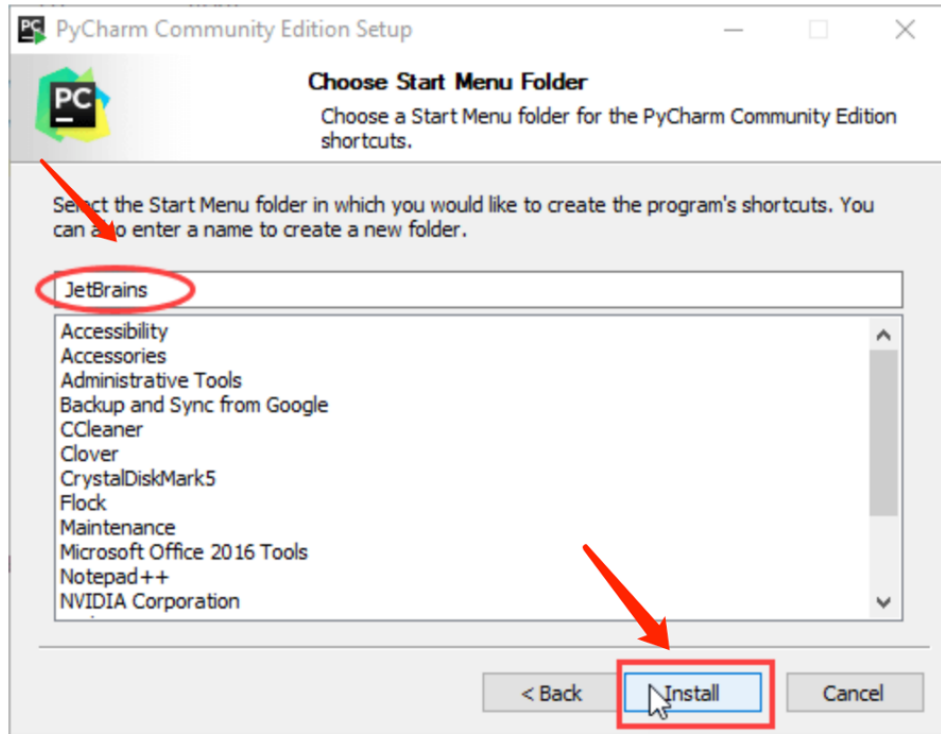 PC PyCharm Community Edition Setup
PC
Choose Start Menu Folder
Choose a Start Menu folder for the PyCharm Community Edition
shortcuts.
Select the Start Menu folder in which you would like to create the program's shortcuts. You
can also enter a name to create a new folder.
JetBrains
Accessibility
Accessories
Administrative Tools
Backup and Sync from Google
CCleaner
Clover
CrystalDiskMark5
Flock
Maintenance
Microsoft Office 2016 Tools
Notepad++
NVIDIA Corporation
< Back
Install
Cancel